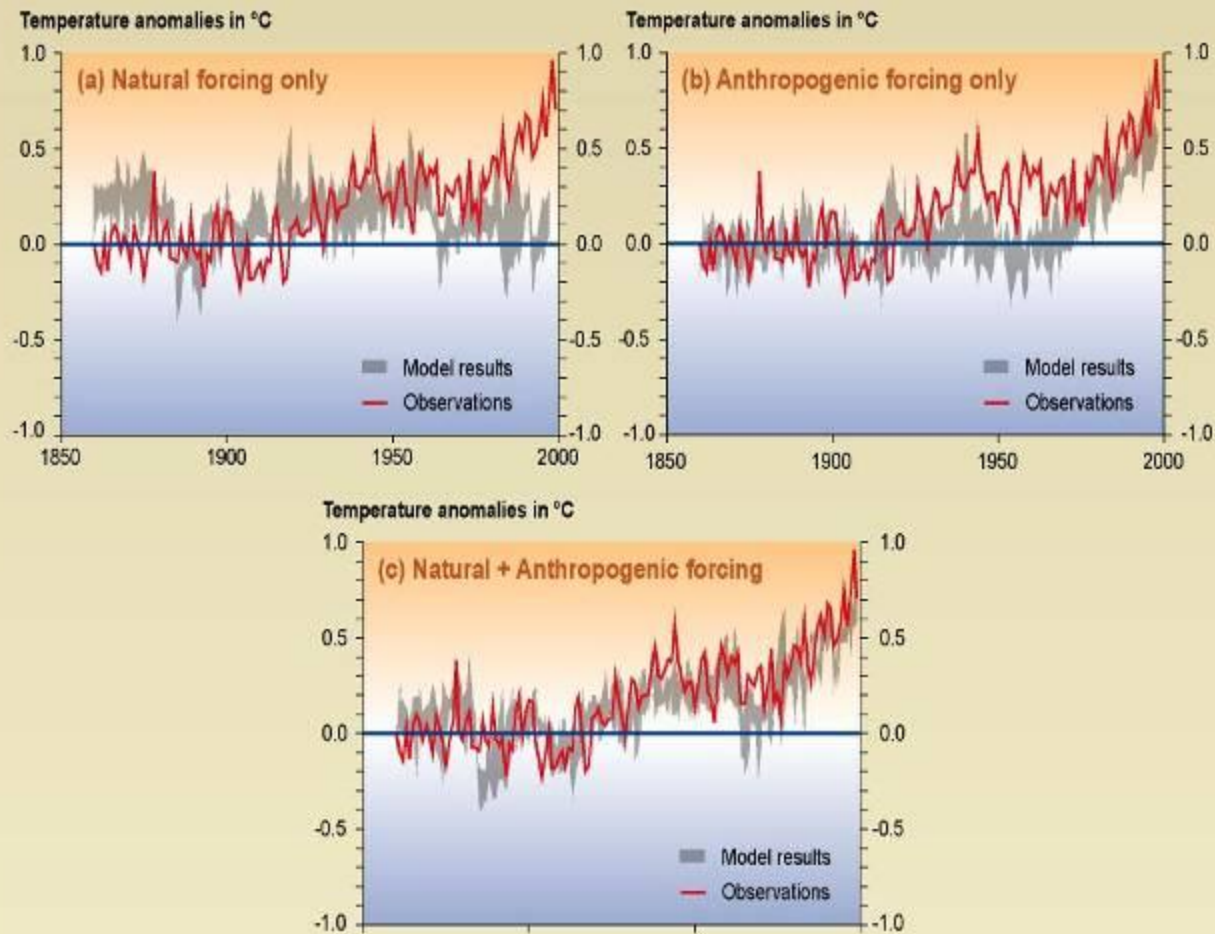 Temperature anomalies in °C
1.0 1.0
(a) Natural forcing only
0.5 0.5
0.0 0.0
-0.5 -0.5
Model results
Observations
-1.0 -1.0
1850 1900 1950 2000
Temperature anomalies in °C
1.0 1.0
(b) Anthropogenic forcing only
0.5 0.5
0.0 0.0
-0.5 -0.5
Model results
Observations
-1.0 -1.0
1850 1900 1950 2000
Temperature anomalies in °C
1.0 1.0
(c) Natural + Anthropogenic forcing
0.5 0.5
0.0 0.0
-0.5 -0.5
Model results
Observations
-1.0 -1.0